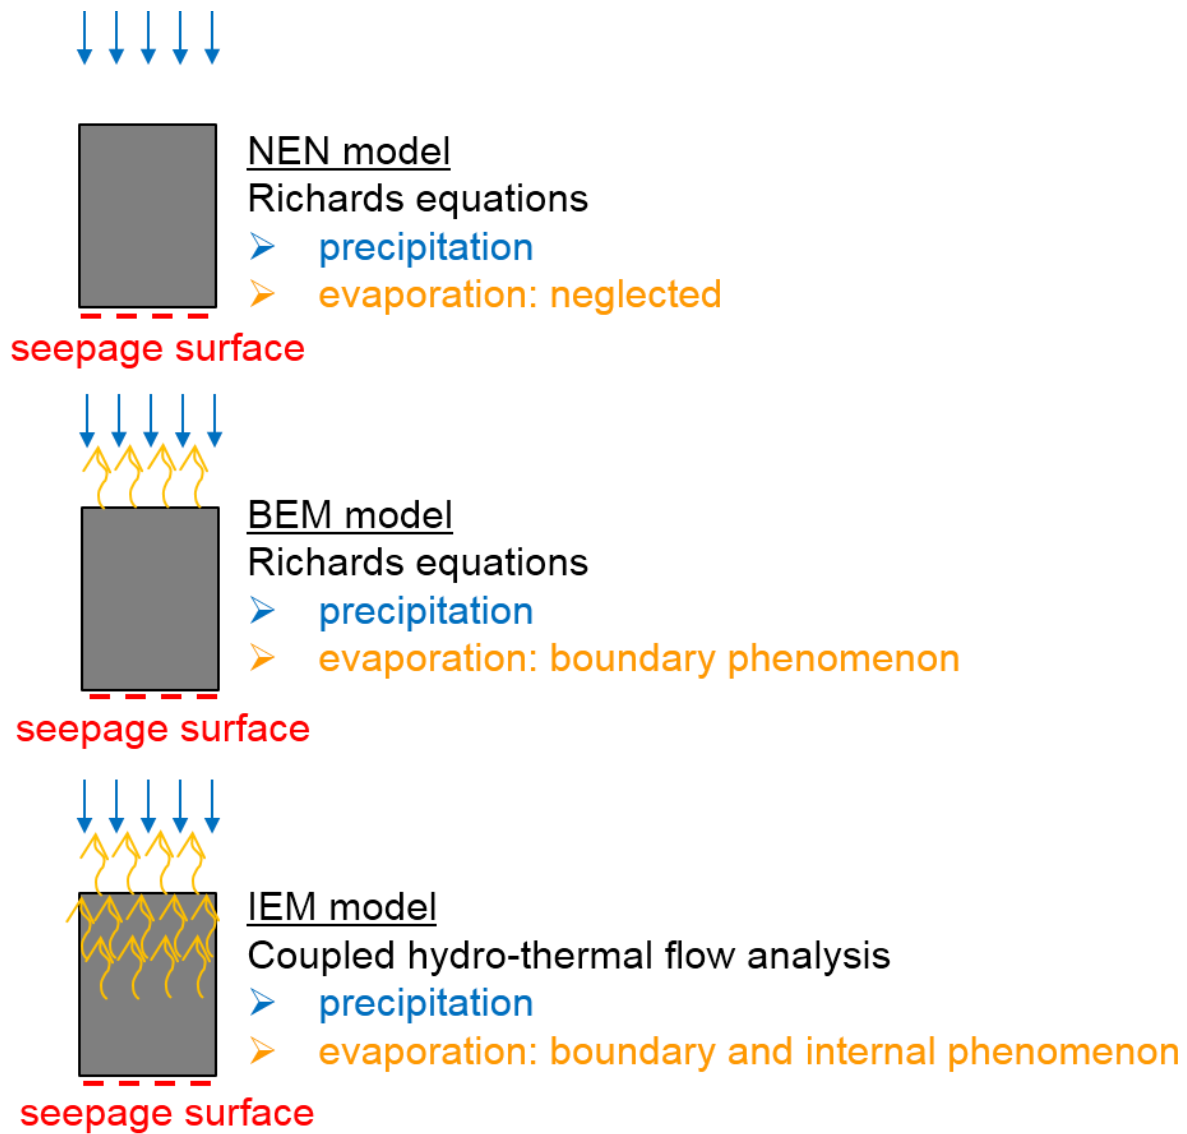 NEN model
Richards equations
➢ precipitation
➢ evaporation: neglected
seepage surface
BEM model
Richards equations
➢ precipitation
➢ evaporation: boundary phenomenon
seepage surface
IEM model
Coupled hydro-thermal flow analysis
➢ precipitation
➢ evaporation: boundary and internal phenomenon
seepage surface